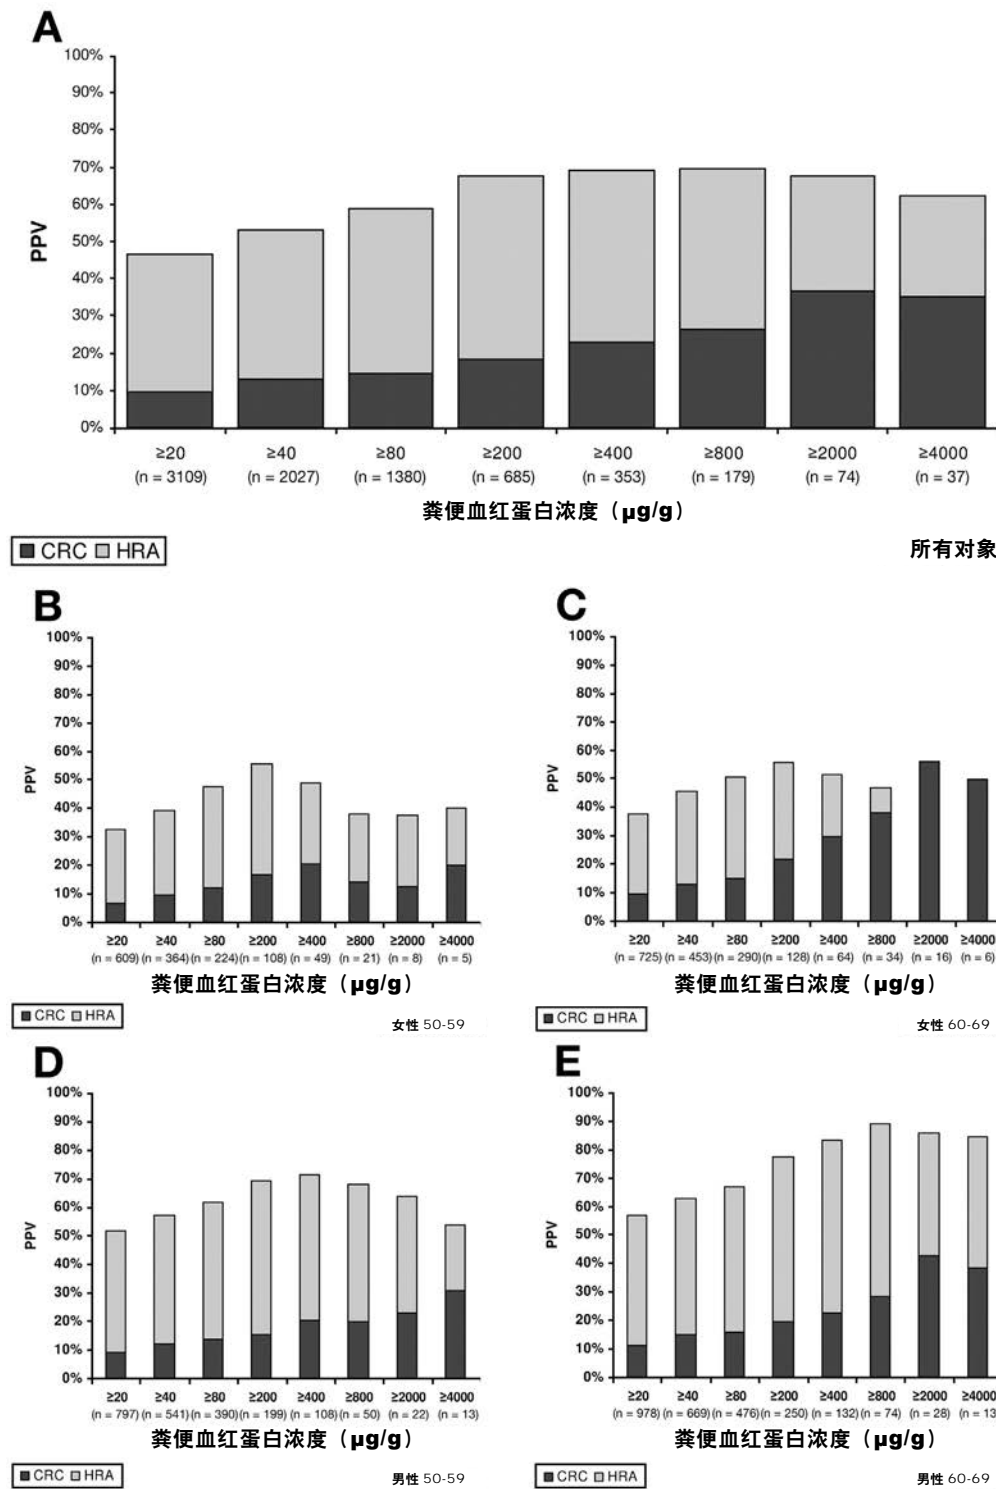 A
100%
90%
80%
70%
60%
50%
40%
30%
20%
10%
0%
PPV
≥20 ≥40 ≥80 ≥200 ≥400 ≥800 ≥2000 ≥4000
(n = 3109) (n = 2027) (n = 1380) (n = 685) (n = 353) (n = 179) (n = 74) (n = 37)
粪便血红蛋白浓度（µg/g）
CRC HRA
所有对象
B
100%
90%
80%
70%
60%
50%
40%
30%
20%
10%
0%
PPV
≥20 ≥40 ≥80 ≥200 ≥400 ≥800 ≥2000 ≥4000
(n = 609) (n = 364) (n = 224) (n = 108) (n = 49) (n = 21) (n = 8) (n = 5)
粪便血红蛋白浓度（µg/g）
CRC HRA
女性 50-59
C
100%
90%
80%
70%
60%
50%
40%
30%
20%
10%
0%
PPV
≥20 ≥40 ≥80 ≥200 ≥400 ≥800 ≥2000 ≥4000
(n = 725) (n = 453) (n = 290) (n = 128) (n = 64) (n = 34) (n = 16) (n = 6)
粪便血红蛋白浓度（µg/g）
CRC HRA
女性 60-69
D
100%
90%
80%
70%
60%
50%
40%
30%
20%
10%
0%
PPV
≥20 ≥40 ≥80 ≥200 ≥400 ≥800 ≥2000 ≥4000
(n = 797) (n = 541) (n = 390) (n = 199) (n = 108) (n = 50) (n = 22) (n = 13)
粪便血红蛋白浓度（µg/g）
CRC HRA
男性 50-59
E
100%
90%
80%
70%
60%
50%
40%
30%
20%
10%
0%
PPV
≥20 ≥40 ≥80 ≥200 ≥400 ≥800 ≥2000 ≥4000
(n = 978) (n = 669) (n = 476) (n = 250) (n = 132) (n = 74) (n = 28) (n = 13
粪便血红蛋白浓度（µg/g）
CRC HRA
男性 60-69